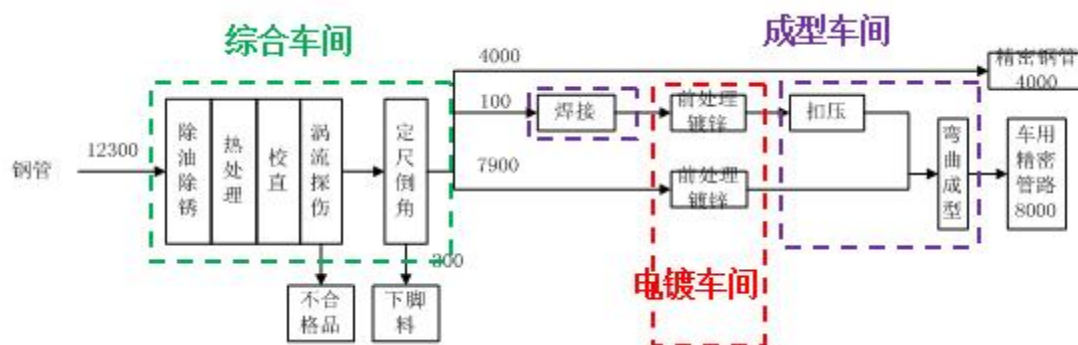 综合车间
成型车间
4000
精密钢管
4000
100
焊接
前处理
镀锌
扣压
钢管
12300
除油除锈
热处理
校直
涡流探伤
定尺倒角
7900
前处理
镀锌
弯曲成型
车用
精密
管路
8000
300
不合
格品
下脚
料
电镀车间